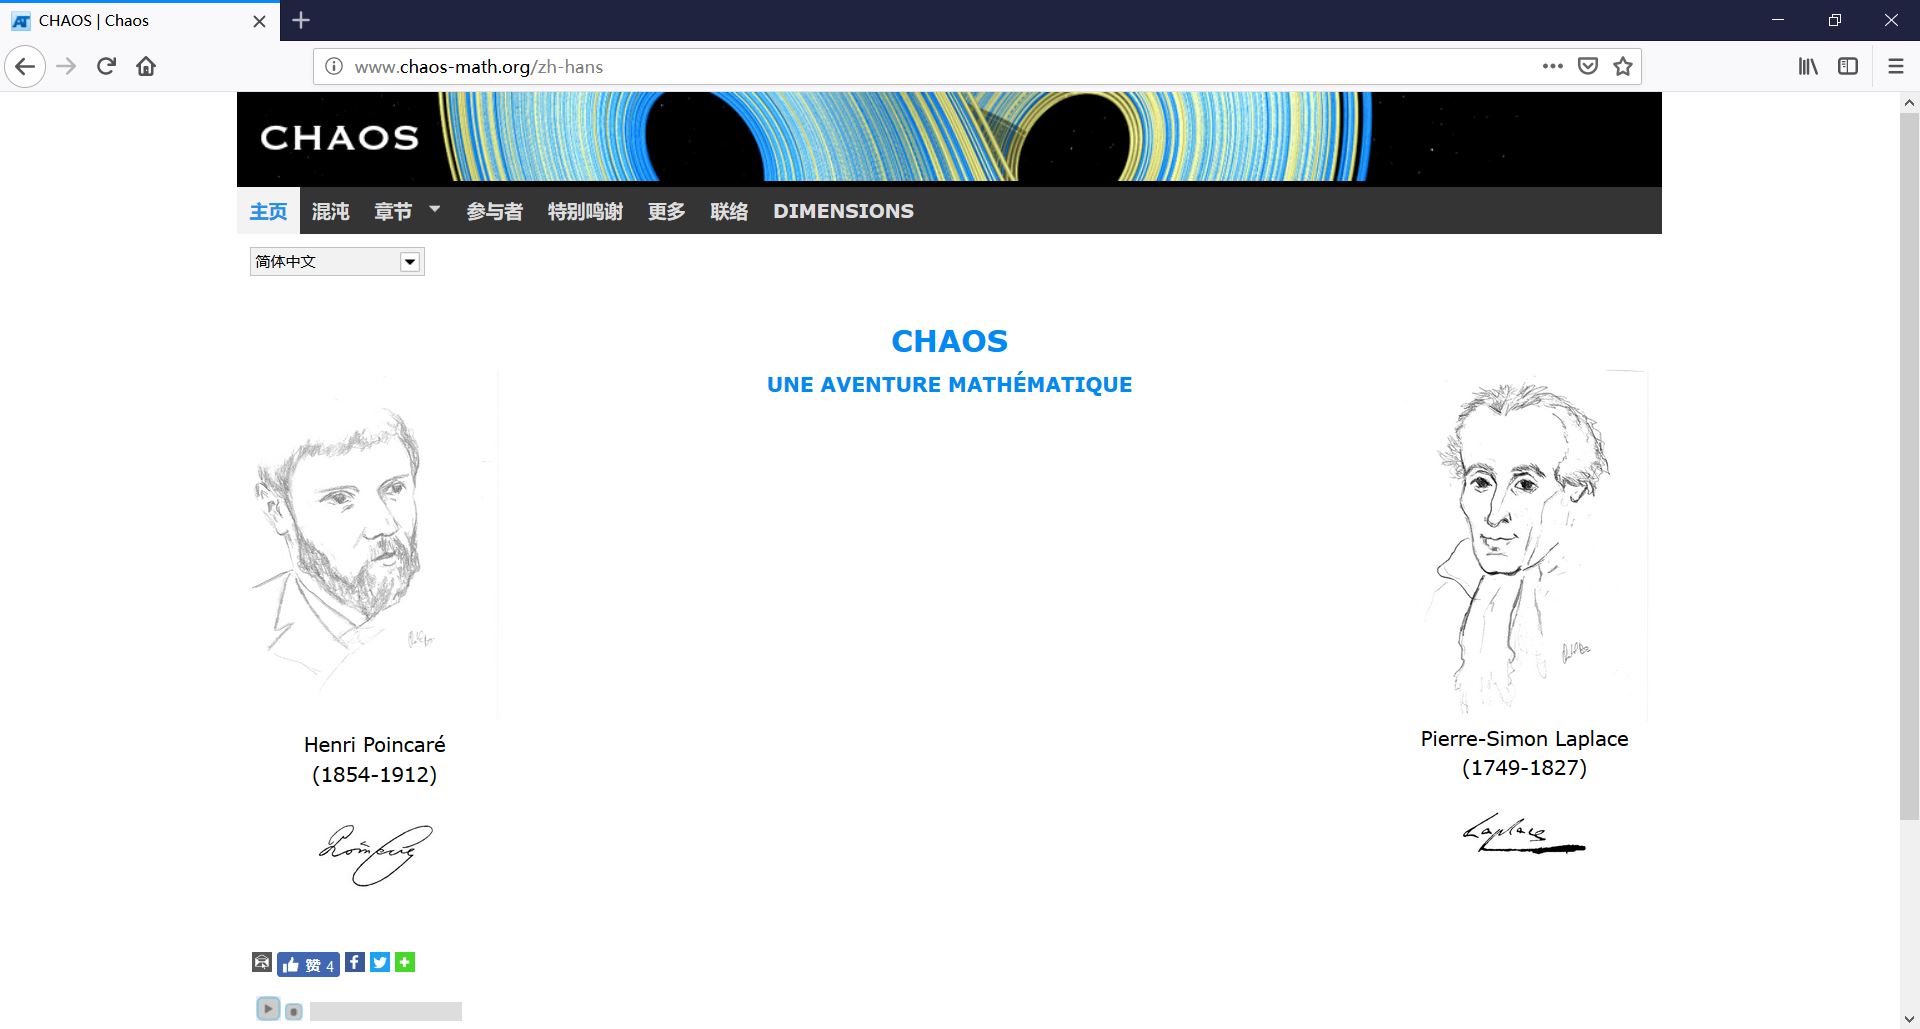 CHAOS | Chaos
www.chaos-math.org/zh-hans
CHAOS
主页 混沌 章节 参与者 特别鸣谢 更多 联络 DIMENSIONS
简体中文
CHAOS
UNE AVENTURE MATHÉMATIQUE
Henri Poincaré
(1854-1912)
Pierre-Simon Laplace
(1749-1827)
Laplace
赞 4